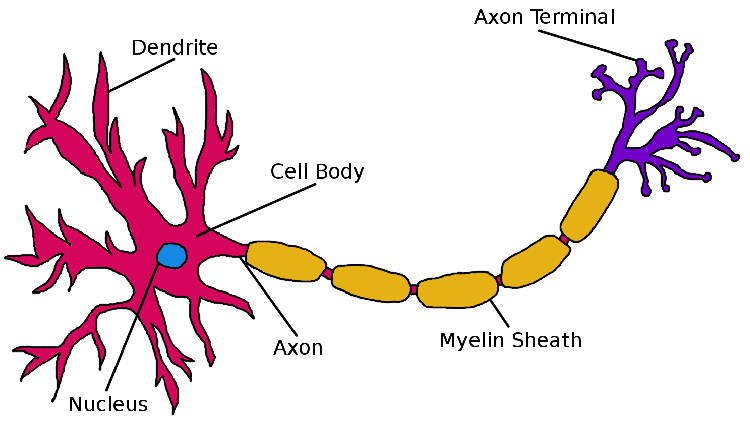 Axon Terminal
Dendrite
Cell Body
Axon
Myelin Sheath
Nucleus